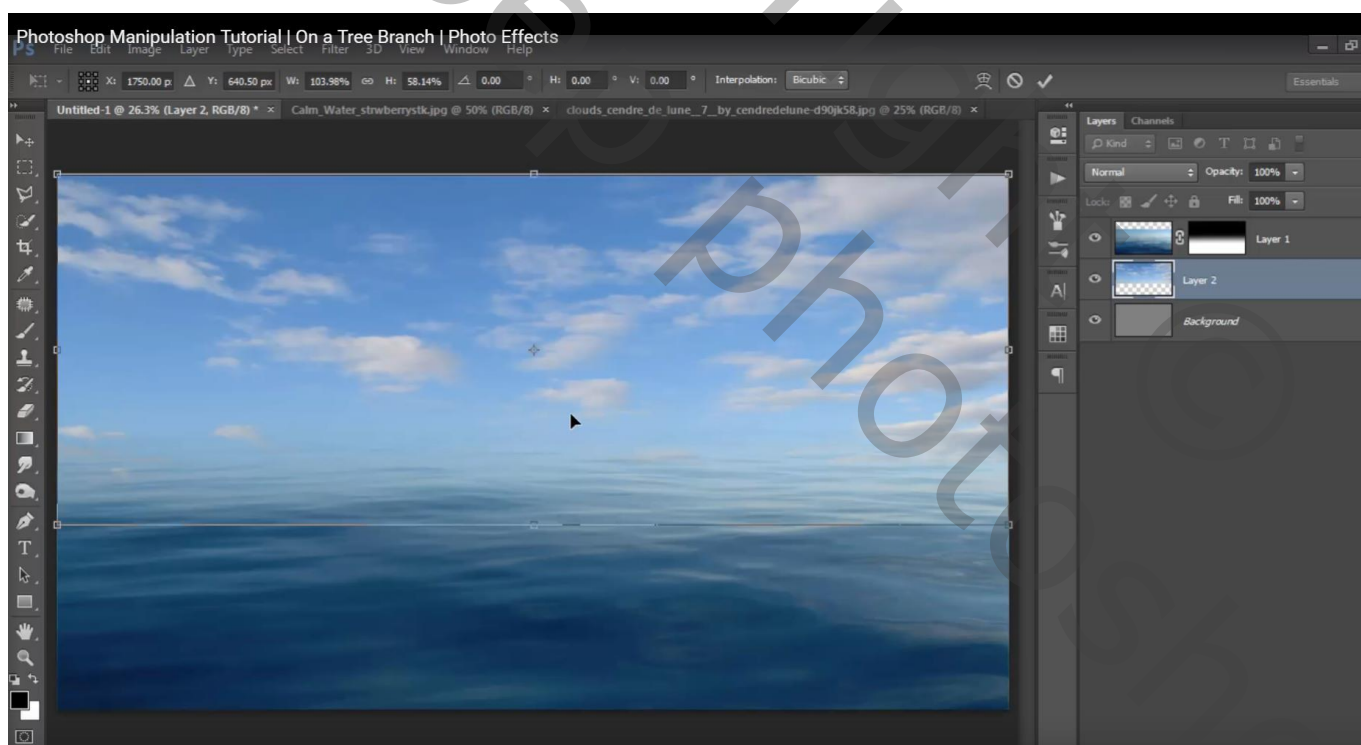 Photoshop Manipulation Tutorial | On a Tree Branch | Photo Effects
Ps File Edit Image Layer Type Select Filter 3D View Window Help
X: 1750.00 p: Y: 640.50 px W: 103.98% H: 58.14% 0.00 ° H: 0.00 ° V: 0.00 ° Interpolation: Bicubic Essentials
Untitled-1 @ 26.3% (Layer 2, RGB/8) * × Calm_Water_strwberrystk.jpg @ 50% (RGB/8) × clouds_cendre_de_lune__7__by_cendredelune-d90jk58.jpg @ 25% (RGB/8) ×
Layers Channels
Kind
Normal Opacity: 100%
Lock: Fill: 100%
Layer 1
Layer 2
Background